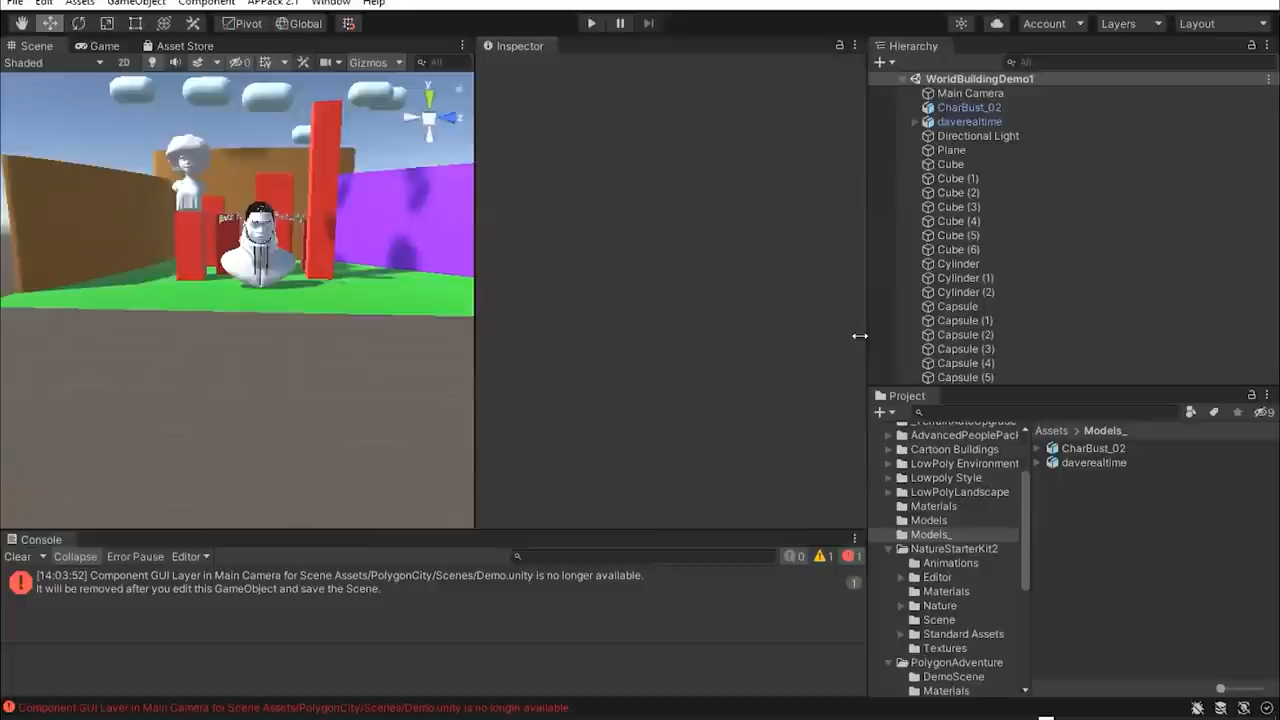 File Edit Assets GameObject Component APPack 2.1 Window Help
Pivot Global Account Layers Layout
Scene Game Asset Store
Shaded 2D 0 Gizmos All
Inspector
Hierarchy
All
WorldBuildingDemo1
Main Camera
CharBust_02
daverealtime
Directional Light
Plane
Cube
Cube (1)
Cube (2)
Cube (3)
Cube (4)
Cube (5)
Cube (6)
Cylinder
Cylinder (1)
Cylinder (2)
Capsule
Capsule (1)
Capsule (2)
Capsule (3)
Capsule (4)
Capsule (5)
Project
9
_TerrainAutoUpgrade
AdvancedPeoplePack
Cartoon Buildings
LowPoly Environment
Lowpoly Style
LowPolyLandscape
Materials
Models
Models_
NatureStarterKit2
Animations
Editor
Materials
Nature
Scene
Standard Assets
Textures
PolygonAdventure
DemoScene
Materials
Assets > Models_
CharBust_02
daverealtime
Console
Clear Collapse Error Pause Editor 0 1 1
[14:03:52] Component GUI Layer in Main Camera for Scene Assets/PolygonCity/Scenes/Demo.unity is no longer available.
It will be removed after you edit this GameObject and save the Scene.
1
Component GUI Layer in Main Camera for Scene Assets/PolygonCity/Scenes/Demo.unity is no longer available.